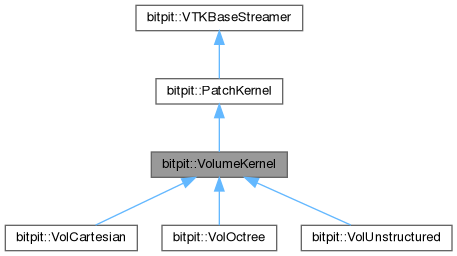 bitpit::VTKBaseStreamer
bitpit::PatchKernel
bitpit::VolumeKernel
bitpit::VolCartesian
bitpit::VolOctree
bitpit::VolUnstructured